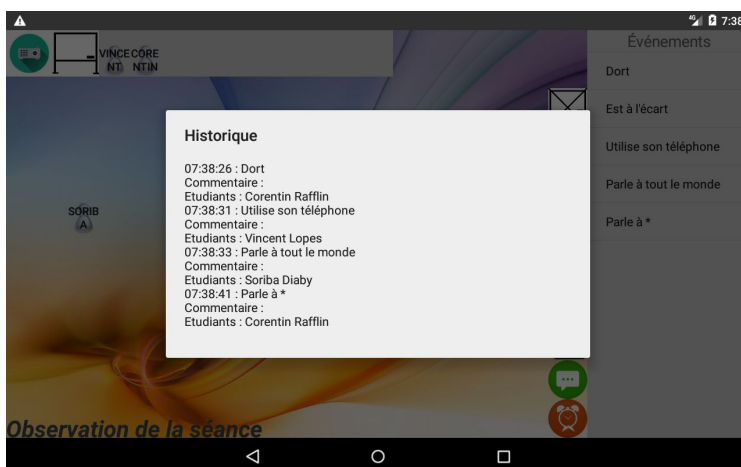 4G 7:38
Événements
VINCE CORE
NT NTIN
Dort
Est à l'écart
Utilise son téléphone
Parle à tout le monde
Parle à *
SORIB
A
Historique
07:38:26 : Dort
Commentaire :
Etudiants : Corentin Rafflin
07:38:31 : Utilise son téléphone
Commentaire :
Etudiants : Vincent Lopes
07:38:33 : Parle à tout le monde
Commentaire :
Etudiants : Soriba Diaby
07:38:41 : Parle à *
Commentaire :
Etudiants : Corentin Rafflin
Observation de la séance